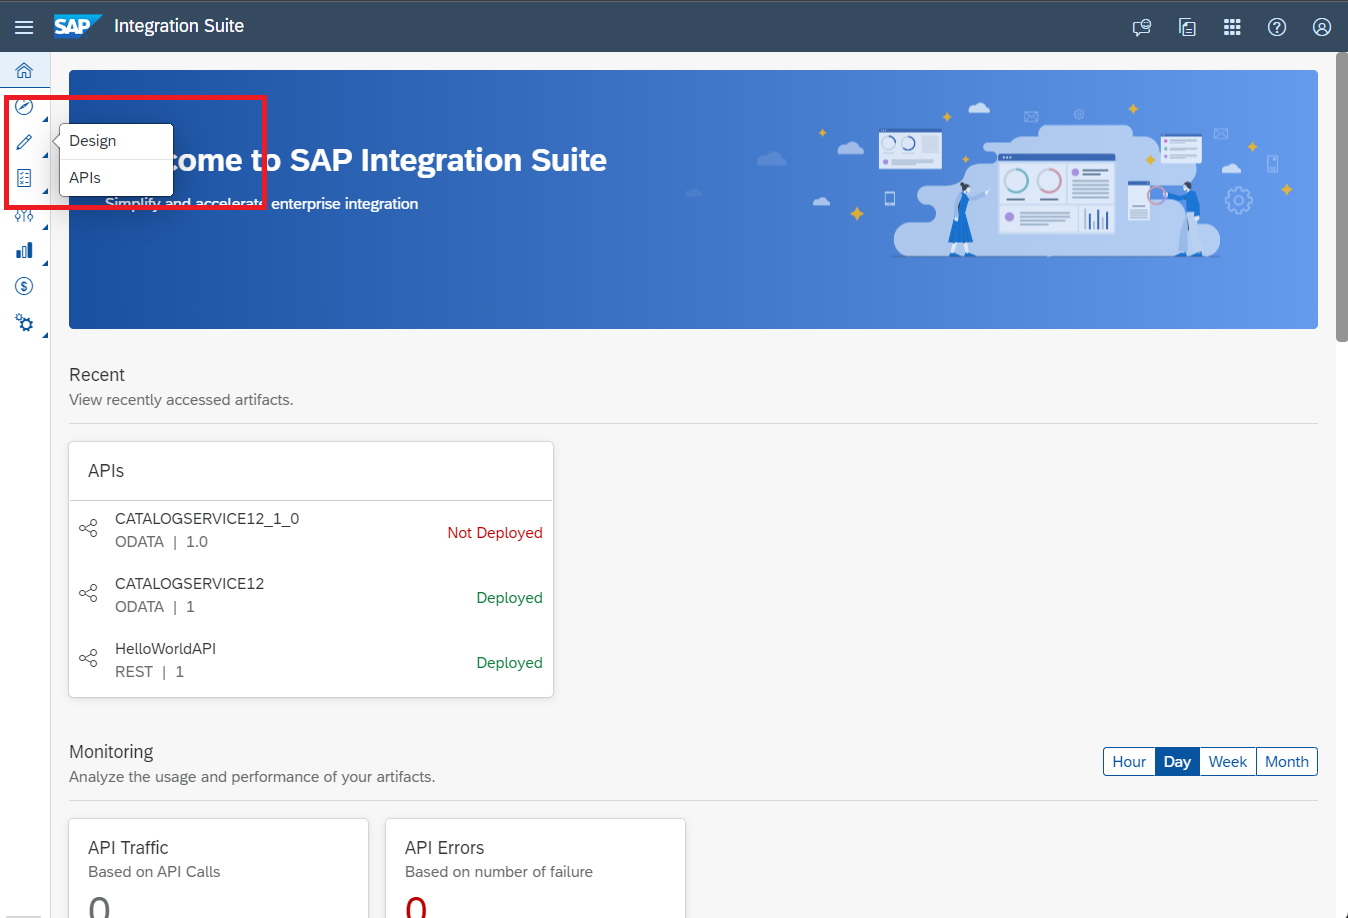 SAP Integration Suite
Design
APIs
come to SAP Integration Suite
Simplify and accelerate enterprise integration
Recent
View recently accessed artifacts.
APIs
CATALOGSERVICE12_1_0
ODATA | 1.0
Not Deployed
CATALOGSERVICE12
ODATA | 1
Deployed
HelloWorldAPI
REST | 1
Deployed
Monitoring
Analyze the usage and performance of your artifacts.
Hour Day Week Month
API Traffic
Based on API Calls
0
API Errors
Based on number of failure
0